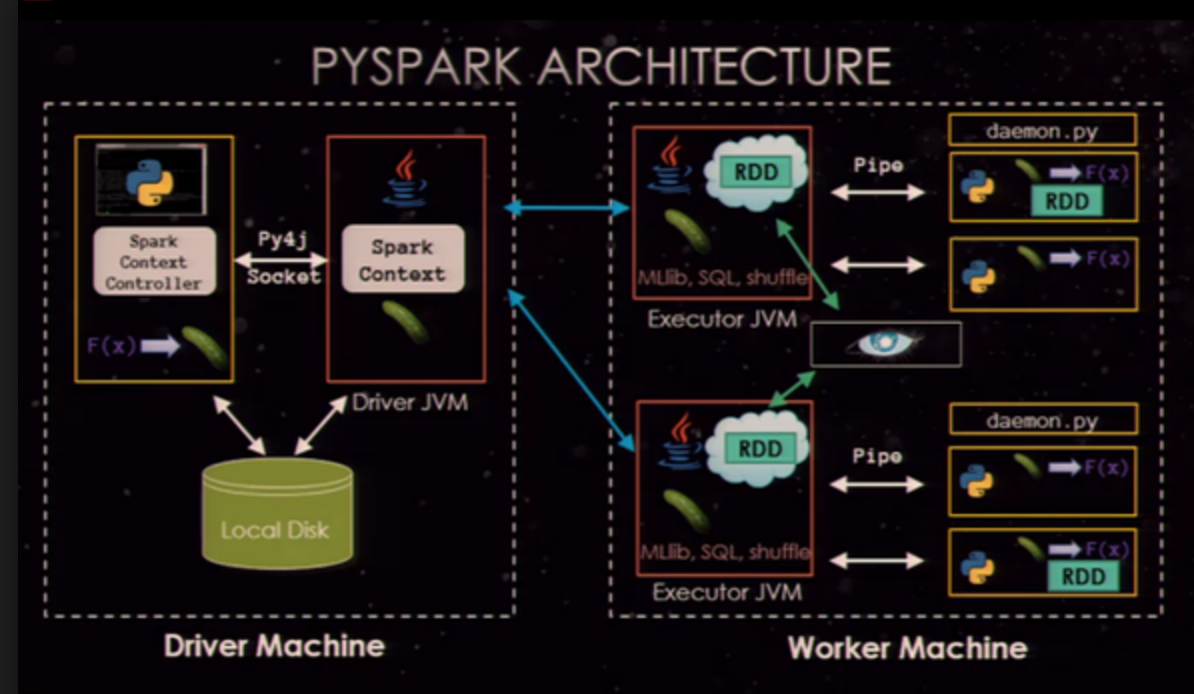 PYSPARK ARCHITECTURE
Spark
Context
Controller
F(x)
Py4j
Socket
Spark
Context
Driver JVM
Local Disk
Driver Machine
RDD
MLlib, SQL, shuffle
Executor JVM
Pipe
daemon.py
F(x)
RDD
F(x)
RDD
MLlib, SQL, shuffle
Executor JVM
Pipe
daemon.py
F(x)
F(x)
RDD
Worker Machine